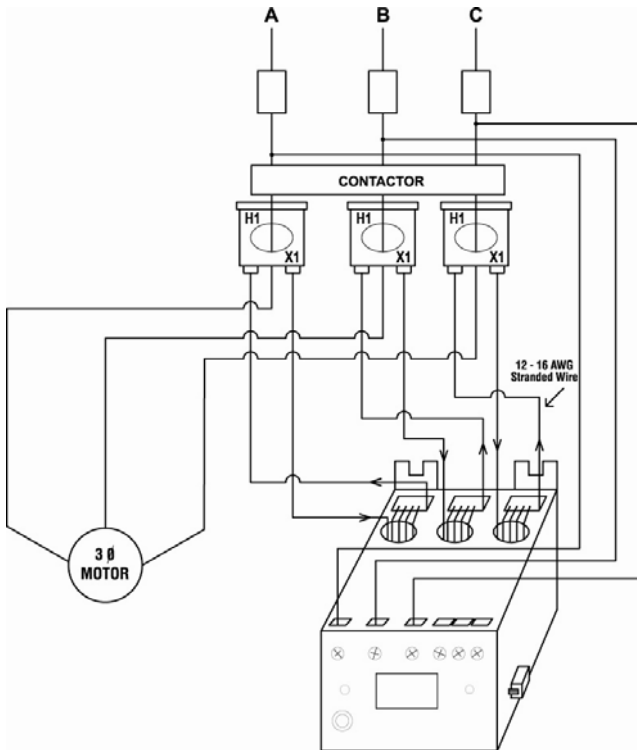 A B C
CONTACTOR
H1 H1 H1
X1 X1 X1
12 - 16 AWG
Stranded Wire
3 Ø
MOTOR